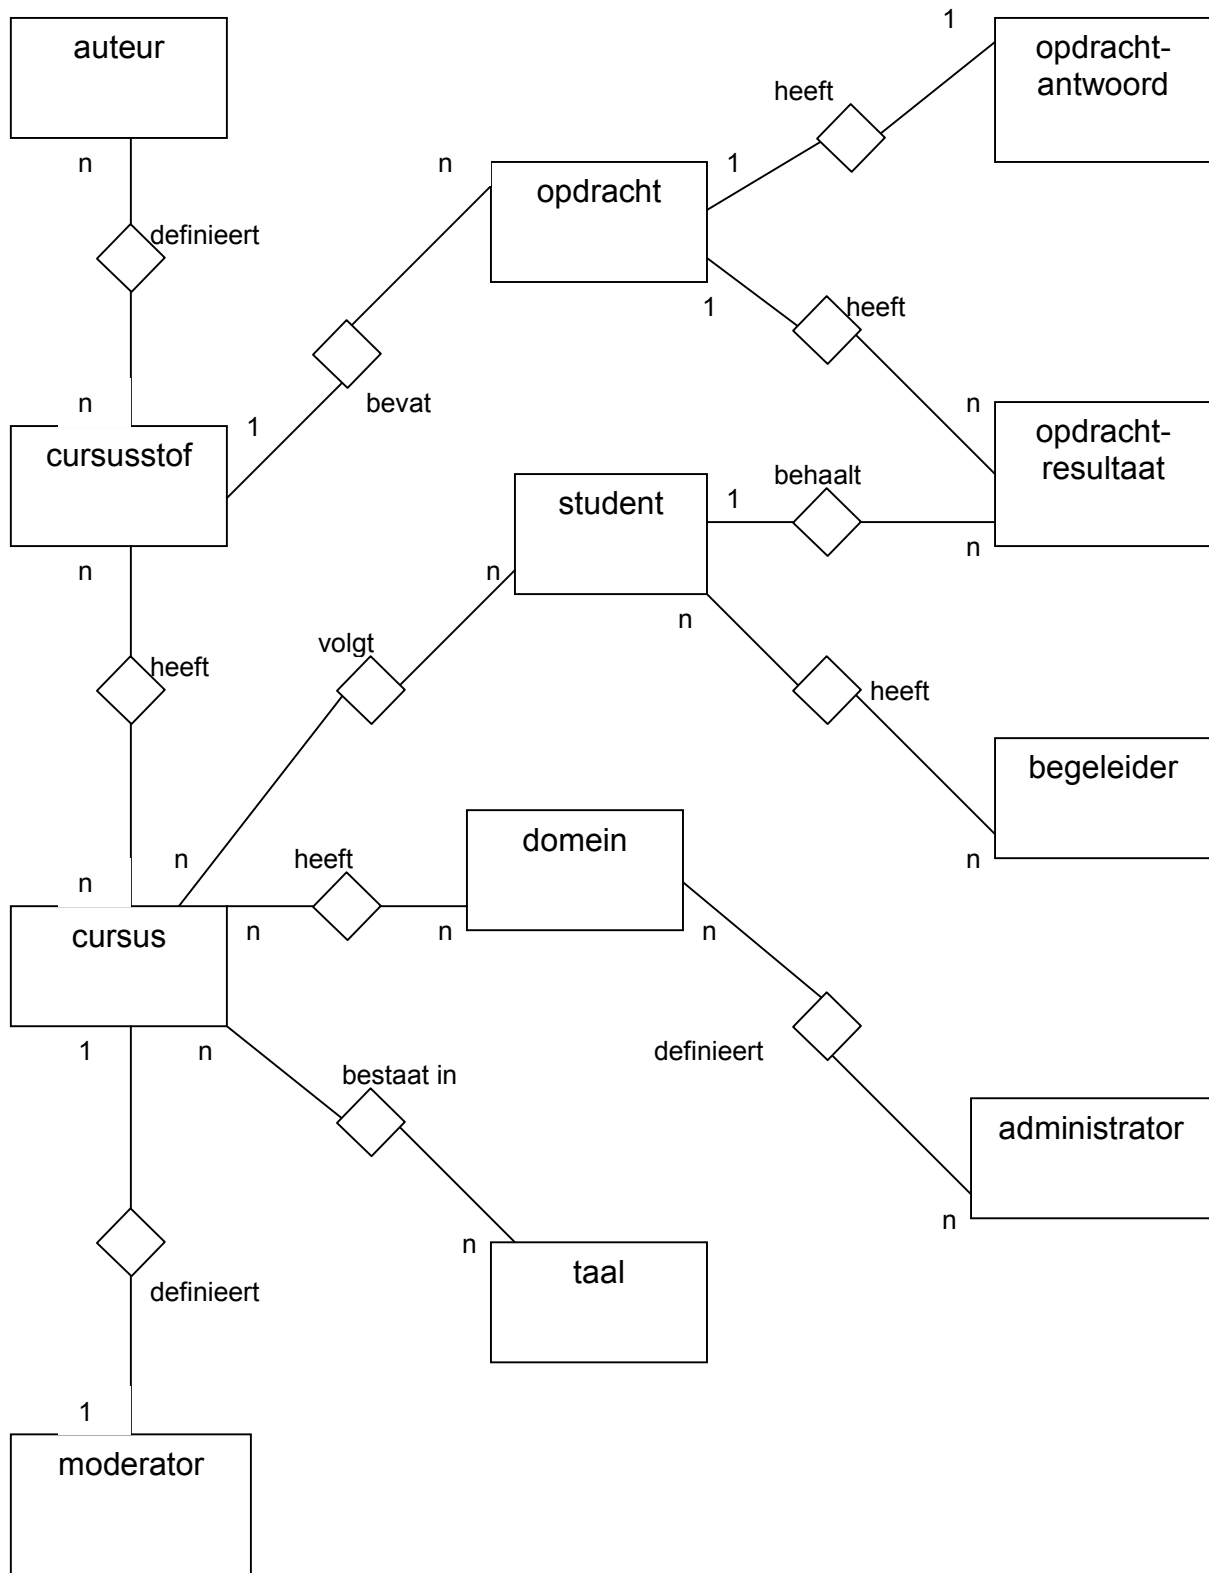 auteur
1
opdracht-
antwoord
heeft
n
n
1
opdracht
definieert
1
heeft
n
bevat
1
n
cursusstof
opdracht-
resultaat
behaalt
1
student
n
n
n
n
volgt
heeft
heeft
begeleider
domein
n
heeft
n
n
cursus
n
n
n
1
n
definieert
bestaat in
administrator
n
n
taal
definieert
1
moderator